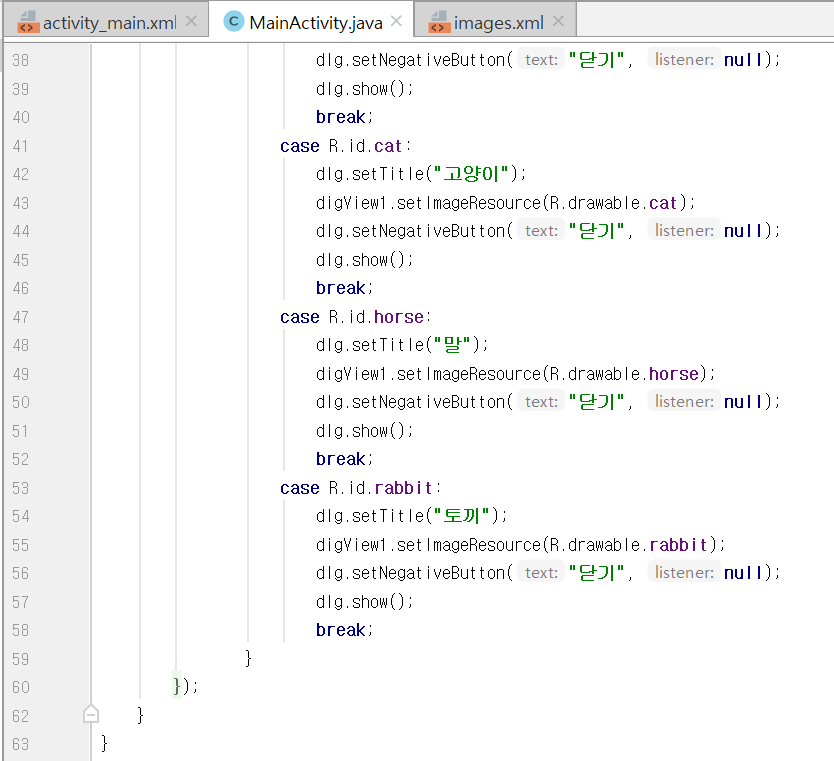 activity_main.xml MainActivity.java images.xml
38 dlg.setNegativeButton( text: "닫기", listener: null);
39 dlg.show();
40 break;
41 case R.id.cat:
42 dlg.setTitle("고양이");
43 digView1.setImageResource(R.drawable.cat);
44 dlg.setNegativeButton( text: "닫기", listener: null);
45 dlg.show();
46 break;
47 case R.id.horse:
48 dlg.setTitle("말");
49 digView1.setImageResource(R.drawable.horse);
50 dlg.setNegativeButton( text: "닫기", listener: null);
51 dlg.show();
52 break;
53 case R.id.rabbit:
54 dlg.setTitle("토끼");
55 digView1.setImageResource(R.drawable.rabbit);
56 dlg.setNegativeButton( text: "닫기", listener: null);
57 dlg.show();
58 break;
59 }
60 });
62 }
63 }